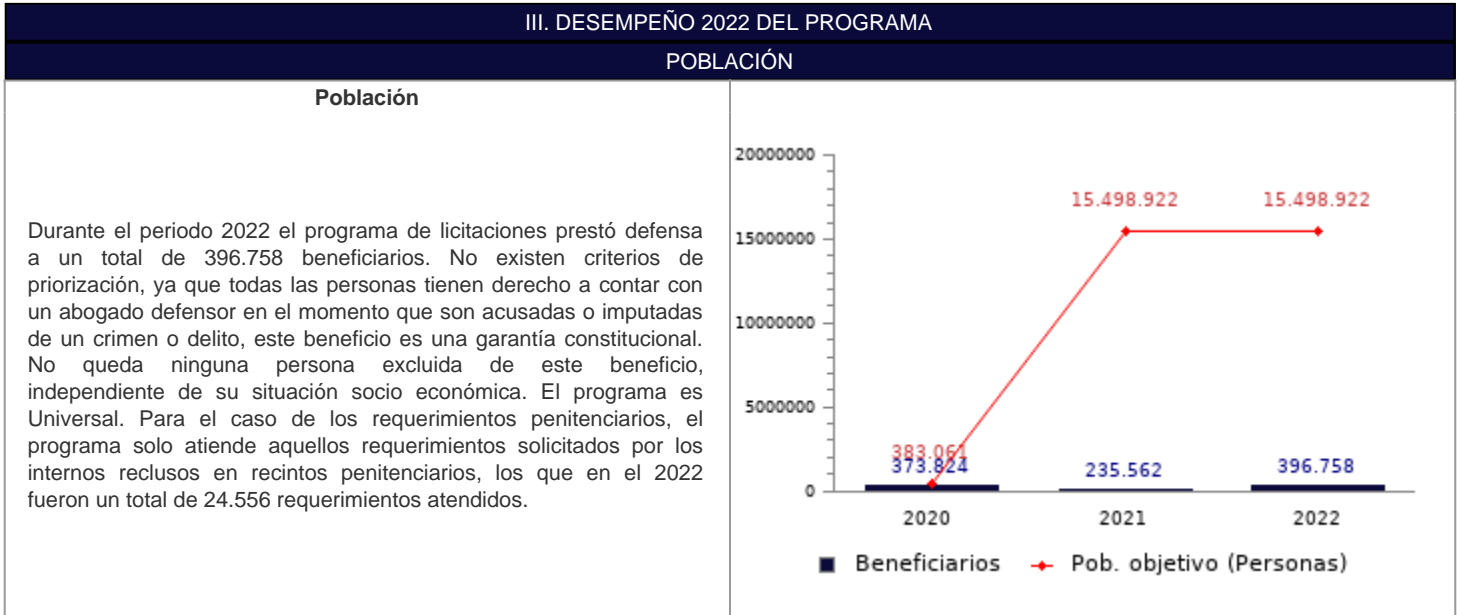 III. DESEMPEÑO 2022 DEL PROGRAMA
POBLACIÓN
Población
Durante el periodo 2022 el programa de licitaciones prestó defensa
a un total de 396.758 beneficiarios. No existen criterios de
priorización, ya que todas las personas tienen derecho a contar con
un abogado defensor en el momento que son acusadas o imputadas
de un crimen o delito, este beneficio es una garantía constitucional.
No queda ninguna persona excluida de este beneficio,
independiente de su situación socio económica. El programa es
Universal. Para el caso de los requerimientos penitenciarios, el
programa solo atiende aquellos requerimientos solicitados por los
internos reclusos en recintos penitenciarios, los que en el 2022
fueron un total de 24.556 requerimientos atendidos.
20000000
15.498.922 15.498.922
15000000
10000000
5000000
383.061
373.824 235.562 396.758
0
2020 2021 2022
Beneficiarios Pob. objetivo (Personas)